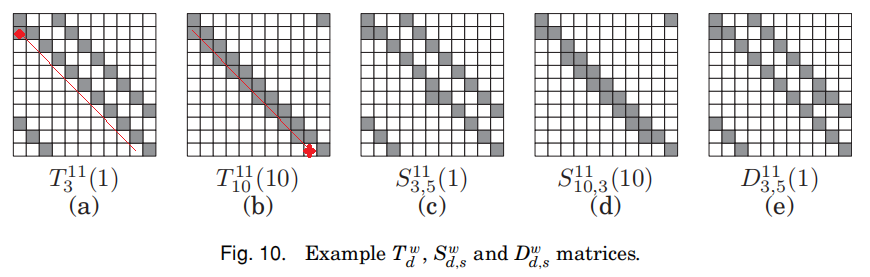 T_3^{11}(1) T_{10}^{11}(10) S_{3,5}^{11}(1) S_{10,3}^{11}(10) D_{3,5}^{11}(1)
(a) (b) (c) (d) (e)
Fig. 10. Example T_d^w, S_{d,s}^w and D_{d,s}^w matrices.